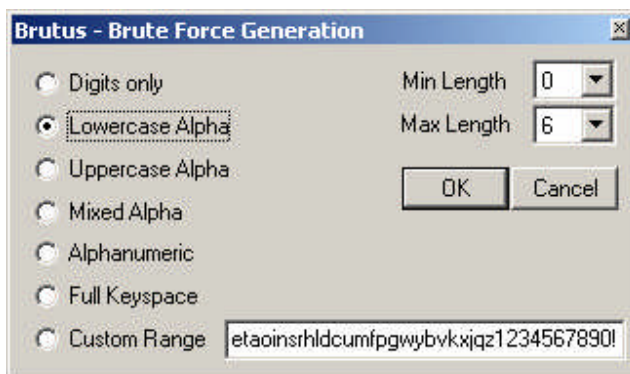 Brutus - Brute Force Generation
Digits only
Min Length 0
Lowercase Alpha
Max Length 6
Uppercase Alpha
OK Cancel
Mixed Alpha
Alphanumeric
Full Keyspace
Custom Range etaoinsrhldcumfpgwybvkxjqz1234567890!